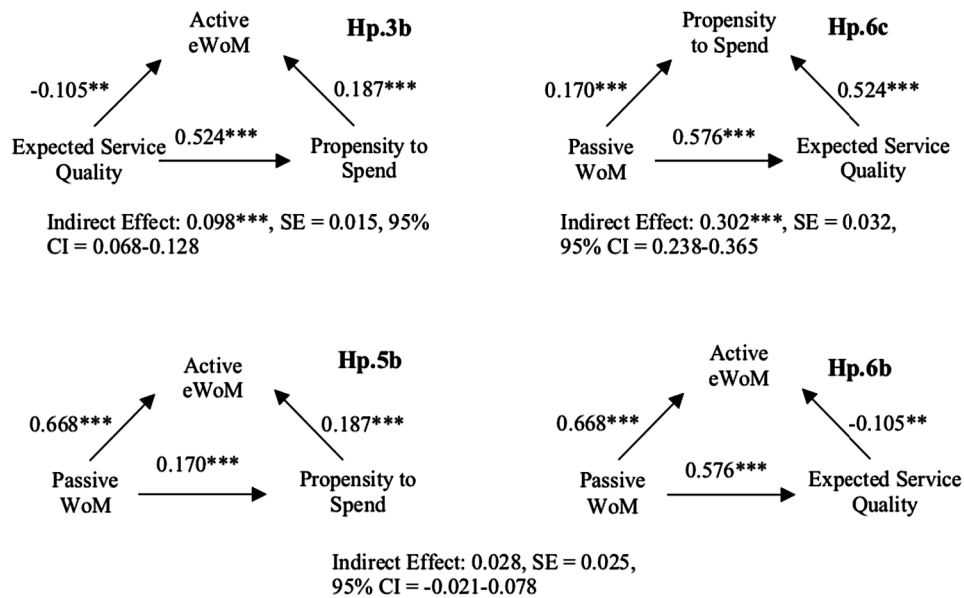 Active
eWoM
Hp.3b
-0.105**
0.187***
0.524***
Expected Service
Quality
Propensity to
Spend
Indirect Effect: 0.098***, SE = 0.015, 95%
CI = 0.068-0.128
Propensity
to Spend
Hp.6c
0.170***
0.524***
0.576***
Passive
WoM
Expected Service
Quality
Indirect Effect: 0.302***, SE = 0.032,
95% CI = 0.238-0.365
Active
eWoM
Hp.5b
0.668***
0.187***
0.170***
Passive
WoM
Propensity to
Spend
Active
eWoM
Hp.6b
0.668***
-0.105**
0.576***
Passive
WoM
Expected Service
Quality
Indirect Effect: 0.028, SE = 0.025,
95% CI = -0.021-0.078